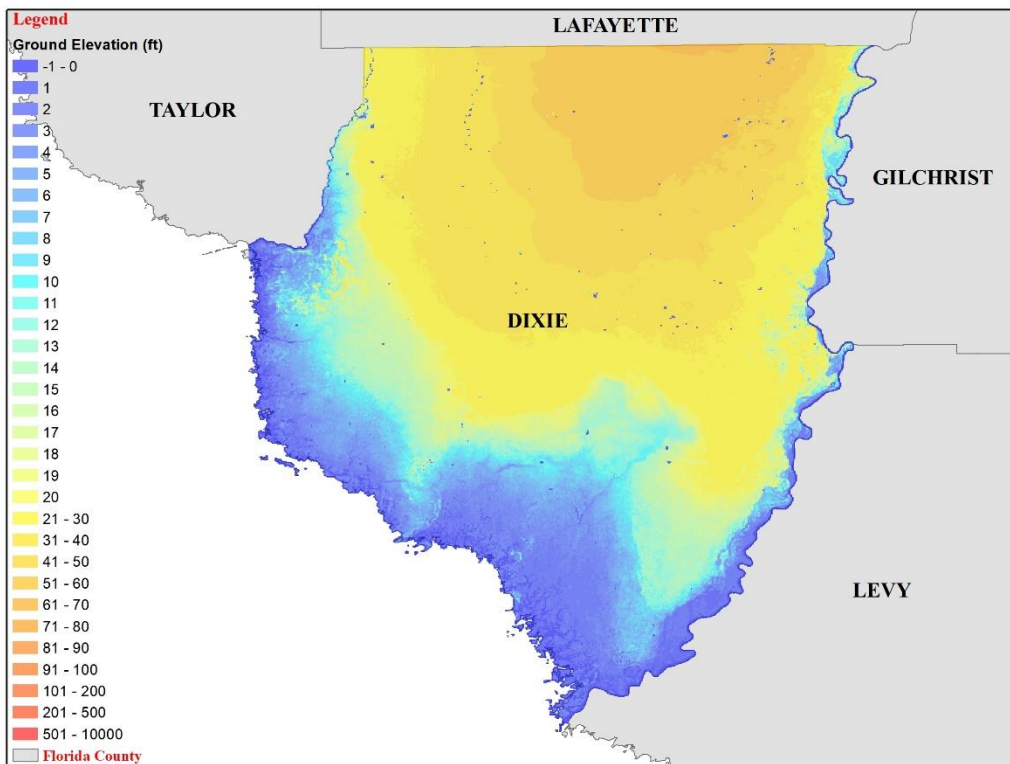 Legend
Ground Elevation (ft)
-1 - 0
1
2
3
4
5
6
7
8
9
10
11
12
13
14
15
16
17
18
19
20
21 - 30
31 - 40
41 - 50
51 - 60
61 - 70
71 - 80
81 - 90
91 - 100
101 - 200
201 - 500
501 - 10000
Florida County
LAFAYETTE
TAYLOR
GILCHRIST
DIXIE
LEVY